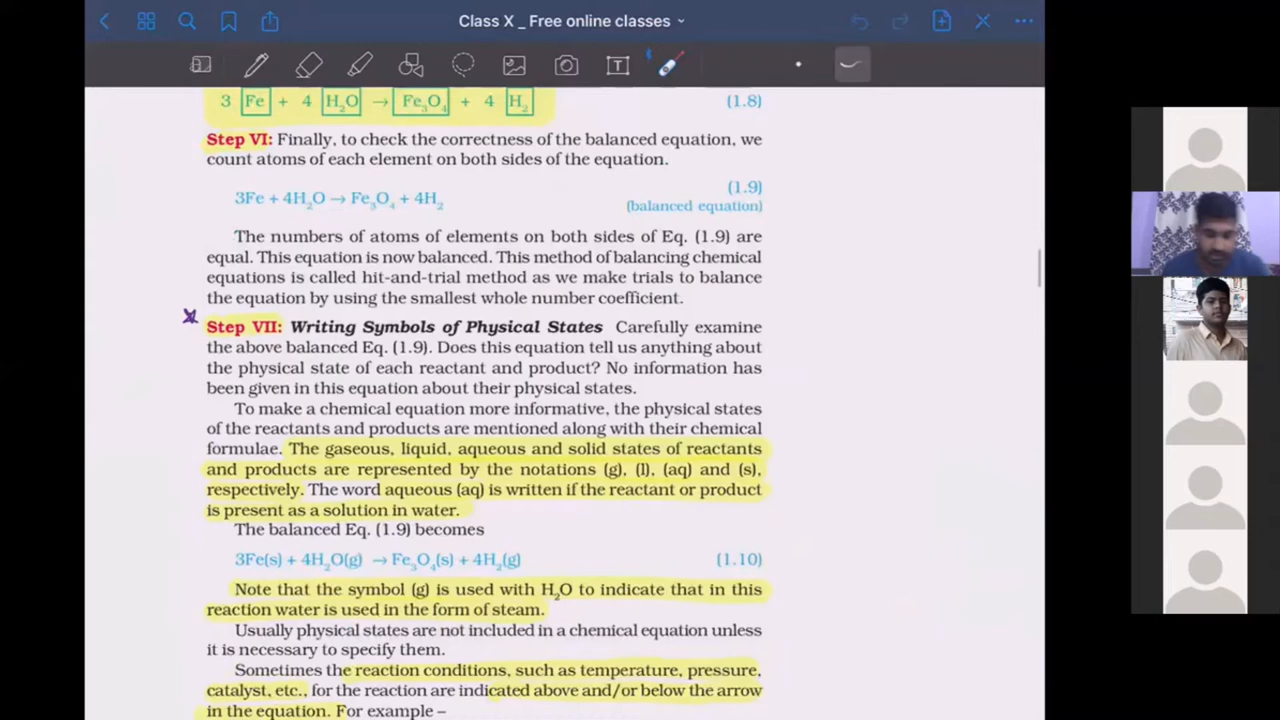 Class X _ Free online classes
3 Fe + 4 H₂O → Fe₃O₄ + 4 H₂ (1.8)
Step VI: Finally, to check the correctness of the balanced equation, we
count atoms of each element on both sides of the equation.
(1.9)
3Fe + 4H₂O → Fe₃O₄ + 4H₂ (balanced equation)
The numbers of atoms of elements on both sides of Eq. (1.9) are
equal. This equation is now balanced. This method of balancing chemical
equations is called hit-and-trial method as we make trials to balance
the equation by using the smallest whole number coefficient.
Step VII: Writing Symbols of Physical States Carefully examine
the above balanced Eq. (1.9). Does this equation tell us anything about
the physical state of each reactant and product? No information has
been given in this equation about their physical states.
To make a chemical equation more informative, the physical states
of the reactants and products are mentioned along with their chemical
formulae. The gaseous, liquid, aqueous and solid states of reactants
and products are represented by the notations (g), (l), (aq) and (s),
respectively. The word aqueous (aq) is written if the reactant or product
is present as a solution in water.
The balanced Eq. (1.9) becomes
3Fe(s) + 4H₂O(g) → Fe₃O₄(s) + 4H₂(g) (1.10)
Note that the symbol (g) is used with H₂O to indicate that in this
reaction water is used in the form of steam.
Usually physical states are not included in a chemical equation unless
it is necessary to specify them.
Sometimes the reaction conditions, such as temperature, pressure,
catalyst, etc., for the reaction are indicated above and/or below the arrow
in the equation. For example –